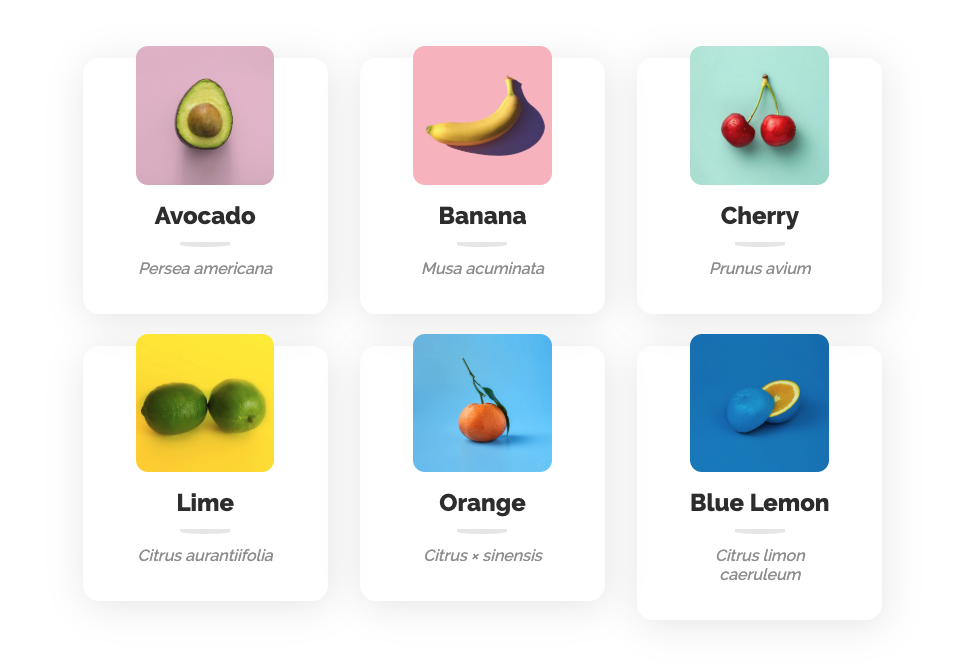 Avocado
Persea americana
Banana
Musa acuminata
Cherry
Prunus avium
Lime
Citrus aurantiifolia
Orange
Citrus × sinensis
Blue Lemon
Citrus limon
caeruleum